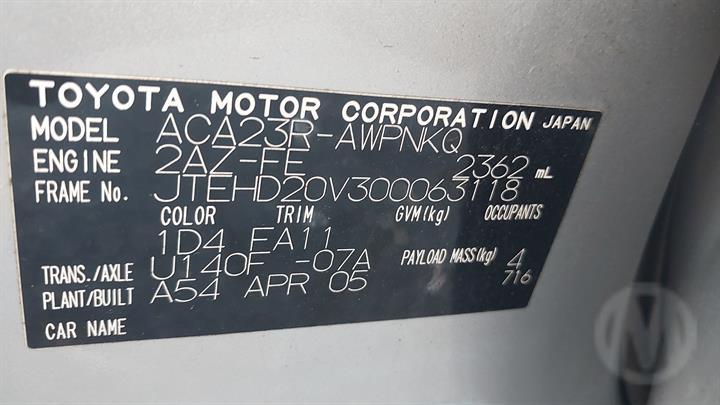 TOYOTA MOTOR CORPORATION JAPAN
MODEL ACA23R-AWPNKQ
ENGINE 2AZ-FE 2362 mL
FRAME No. JTEHD20V300063118
COLOR TRIM GVM(kg) OCCUPANTS
1D4 FA11
TRANS./AXLE U140F -07A PAYLOAD MASS(kg) 4
PLANT/BUILT A54 APR 05 716
CAR NAME
M